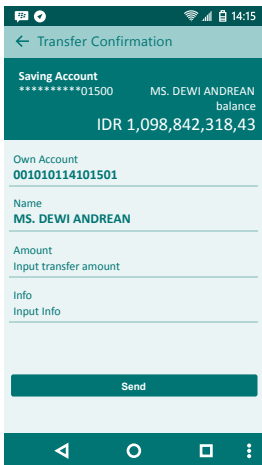 14:15
Transfer Confirmation
Saving Account
**********01500 MS. DEWI ANDREAN
balance
IDR 1,098,842,318,43
Own Account
001010114101501
Name
MS. DEWI ANDREAN
Amount
Input transfer amount
Info
Input Info
Send